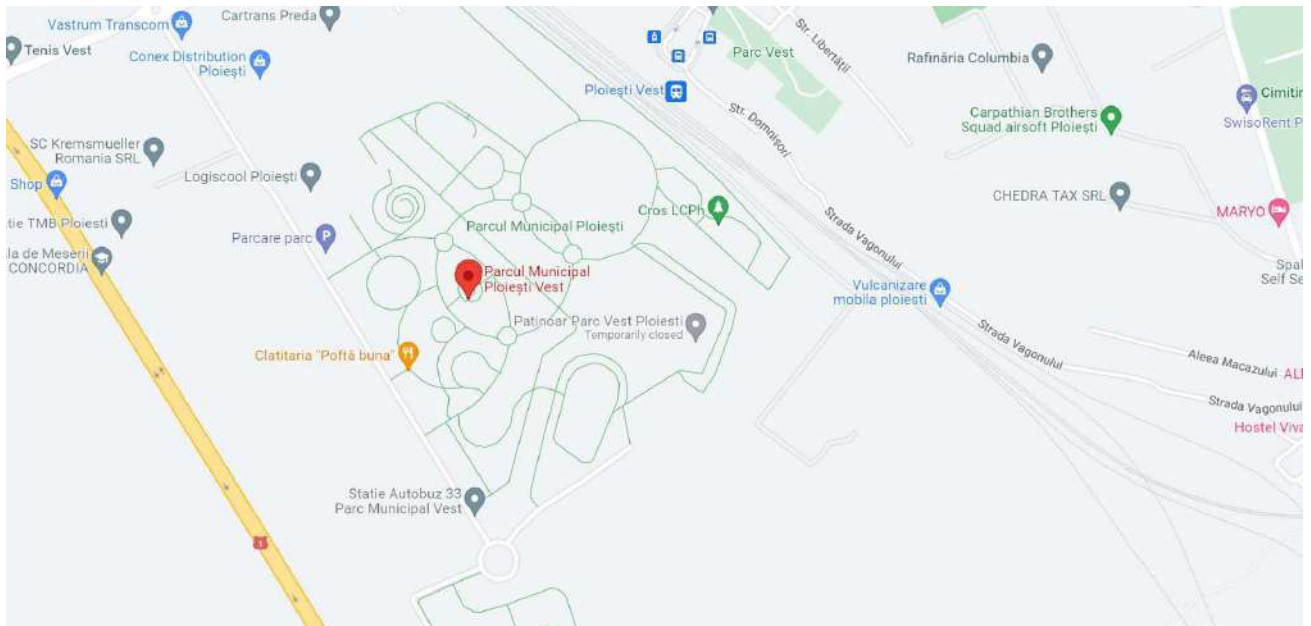 Cartrans Preda
Vastrum Transcom
Tenis Vest
Conex Distribution
Ploiești
Ploiești Vest
Parc Vest
Str. Libertății
Str. Domnișori
Rafinăria Columbia
Carpathian Brothers
Squad airsoft Ploiești
Cimitir
SwisoRent P
SC Kremsmueller
Romania SRL
Shop
Logiscool Ploiești
tie TMB Ploiesti
la de Meserii
CONCORDIA
Parcare parc
P
Parcul Municipal Ploiești
Cros LCPh
CHEDRA TAX SRL
MARYO
Strada Vagonului
Parcul Municipal
Ploiești Vest
Spal
Self Se
Vulcanizare
mobila ploiesti
Patinoar Parc Vest Ploiesti
Temporarily closed
Strada Vagonului
Clatitaria "Poftă buna"
Aleea Macazului
ALE
Strada Vagonului
Hostel Viva
Statie Autobuz 33
Parc Municipal Vest
1